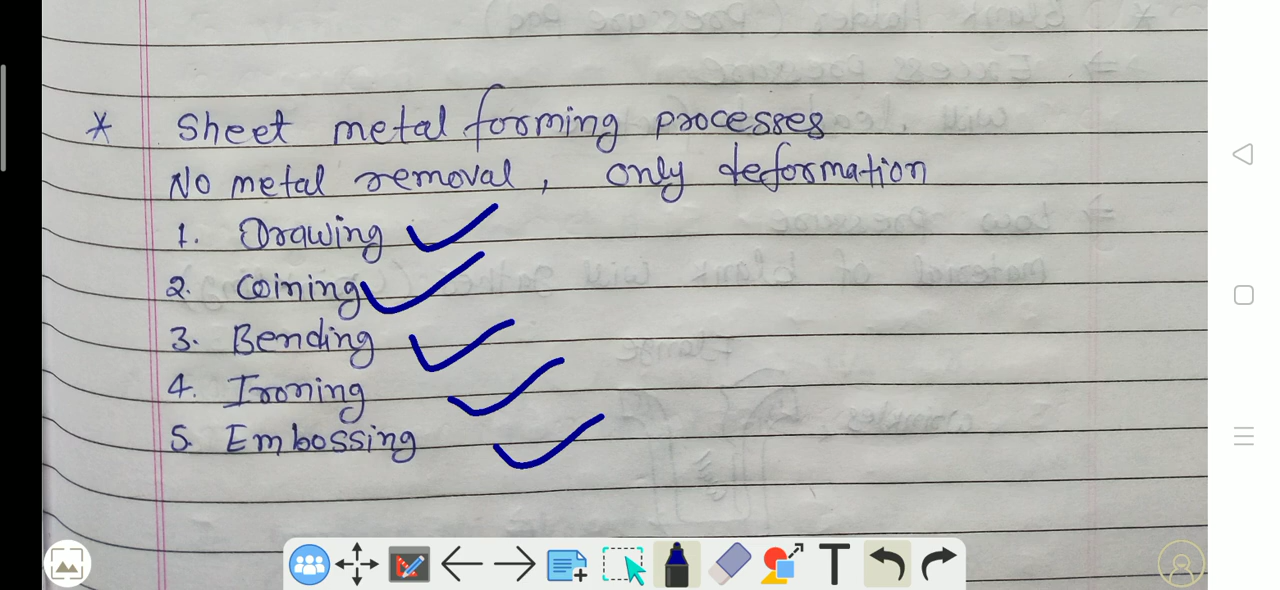 * Sheet metal forming processes
No metal removal, only deformation
1. Drawing
2. Coining
3. Bending
4. Ironing
5. Embossing
T